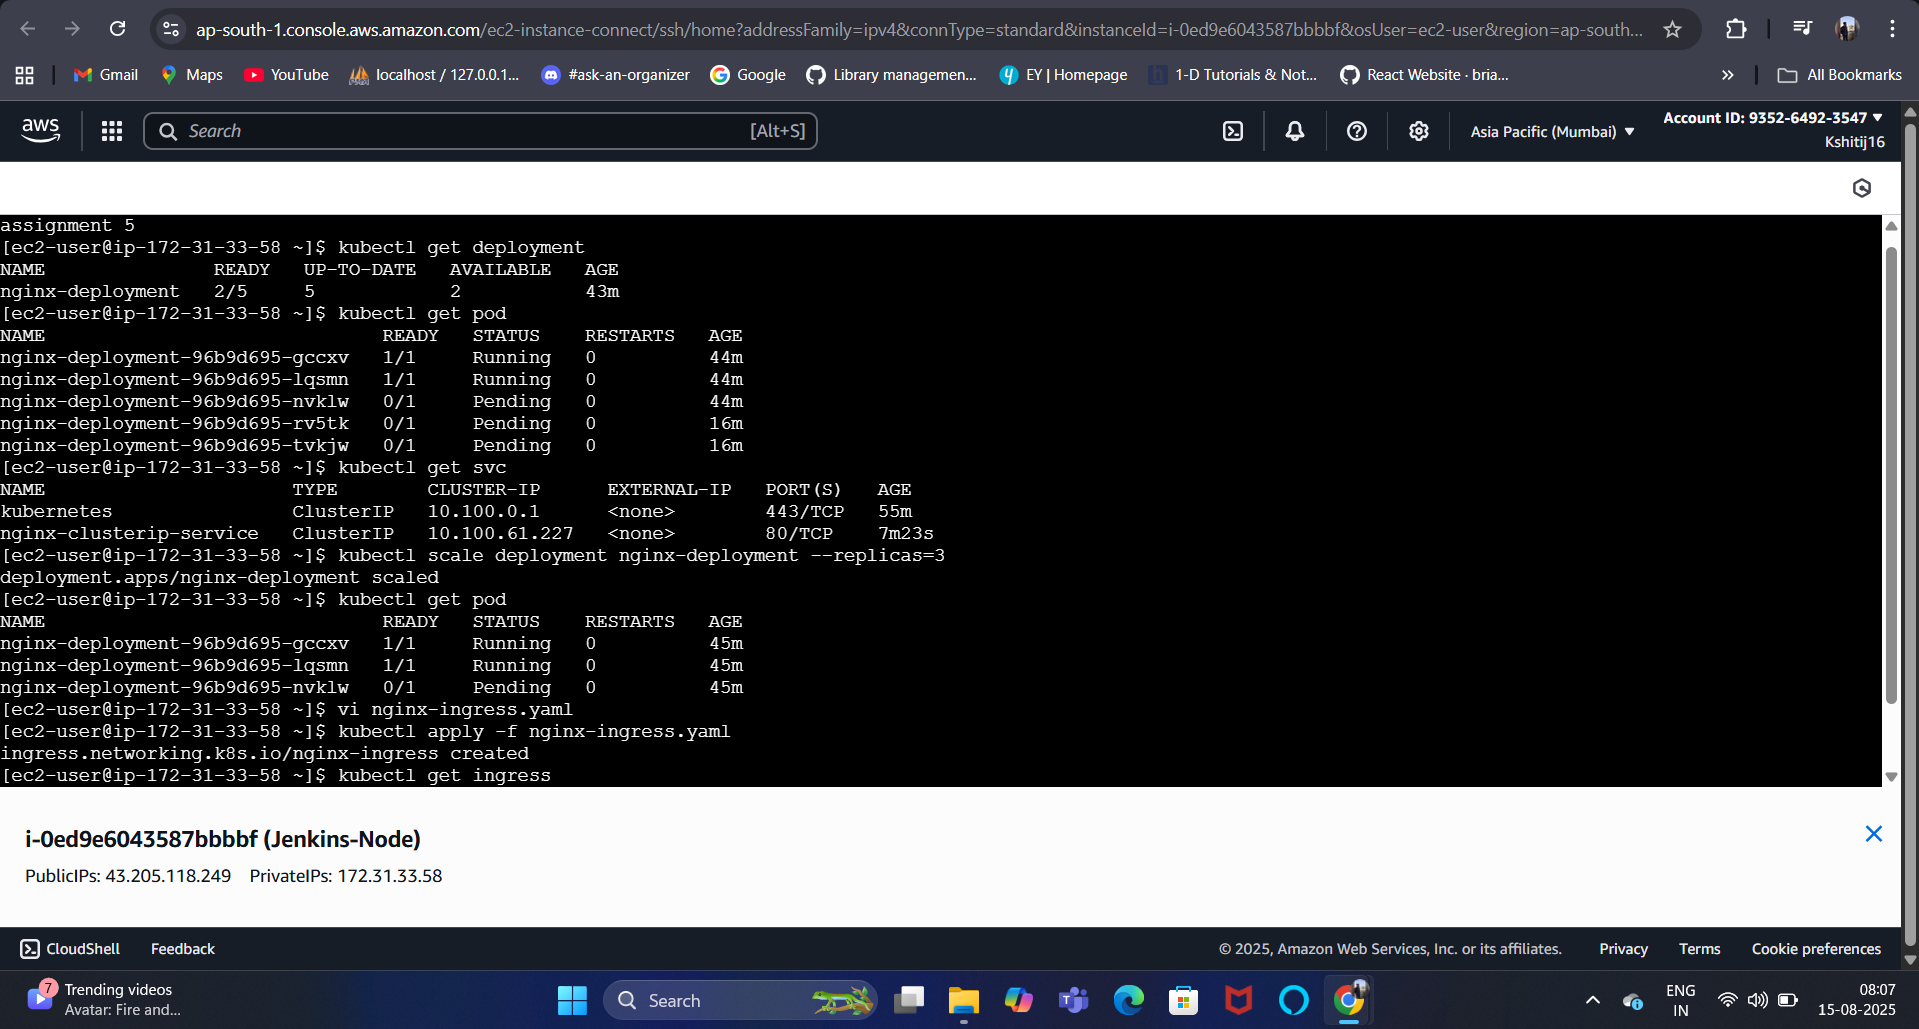 ap-south-1.console.aws.amazon.com/ec2-instance-connect/ssh/home?addressFamily=ipv4&connType=standard&instanceId=i-0ed9e6043587bbbbf&osUser=ec2-user&region=ap-south...
Gmail Maps YouTube localhost / 127.0.0.1... #ask-an-organizer Google Library managemen... EY | Homepage 1-D Tutorials & Not... React Website · bria... » All Bookmarks
aws Search [Alt+S] Asia Pacific (Mumbai) Account ID: 9352-6492-3547
Kshitij16
assignment 5
[ec2-user@ip-172-31-33-58 ~]$ kubectl get deployment
NAME READY UP-TO-DATE AVAILABLE AGE
nginx-deployment 2/5 5 2 43m
[ec2-user@ip-172-31-33-58 ~]$ kubectl get pod
NAME READY STATUS RESTARTS AGE
nginx-deployment-96b9d695-gccxv 1/1 Running 0 44m
nginx-deployment-96b9d695-lqsmn 1/1 Running 0 44m
nginx-deployment-96b9d695-nvklw 0/1 Pending 0 44m
nginx-deployment-96b9d695-rv5tk 0/1 Pending 0 16m
nginx-deployment-96b9d695-tvkjw 0/1 Pending 0 16m
[ec2-user@ip-172-31-33-58 ~]$ kubectl get svc
NAME TYPE CLUSTER-IP EXTERNAL-IP PORT(S) AGE
kubernetes ClusterIP 10.100.0.1 <none> 443/TCP 55m
nginx-clusterip-service ClusterIP 10.100.61.227 <none> 80/TCP 7m23s
[ec2-user@ip-172-31-33-58 ~]$ kubectl scale deployment nginx-deployment --replicas=3
deployment.apps/nginx-deployment scaled
[ec2-user@ip-172-31-33-58 ~]$ kubectl get pod
NAME READY STATUS RESTARTS AGE
nginx-deployment-96b9d695-gccxv 1/1 Running 0 45m
nginx-deployment-96b9d695-lqsmn 1/1 Running 0 45m
nginx-deployment-96b9d695-nvklw 0/1 Pending 0 45m
[ec2-user@ip-172-31-33-58 ~]$ vi nginx-ingress.yaml
[ec2-user@ip-172-31-33-58 ~]$ kubectl apply -f nginx-ingress.yaml
ingress.networking.k8s.io/nginx-ingress created
[ec2-user@ip-172-31-33-58 ~]$ kubectl get ingress
i-0ed9e6043587bbbbf (Jenkins-Node)
PublicIPs: 43.205.118.249 PrivateIPs: 172.31.33.58
CloudShell Feedback © 2025, Amazon Web Services, Inc. or its affiliates. Privacy Terms Cookie preferences
7 Trending videos
Avatar: Fire and...
Search
ENG
IN
08:07
15-08-2025